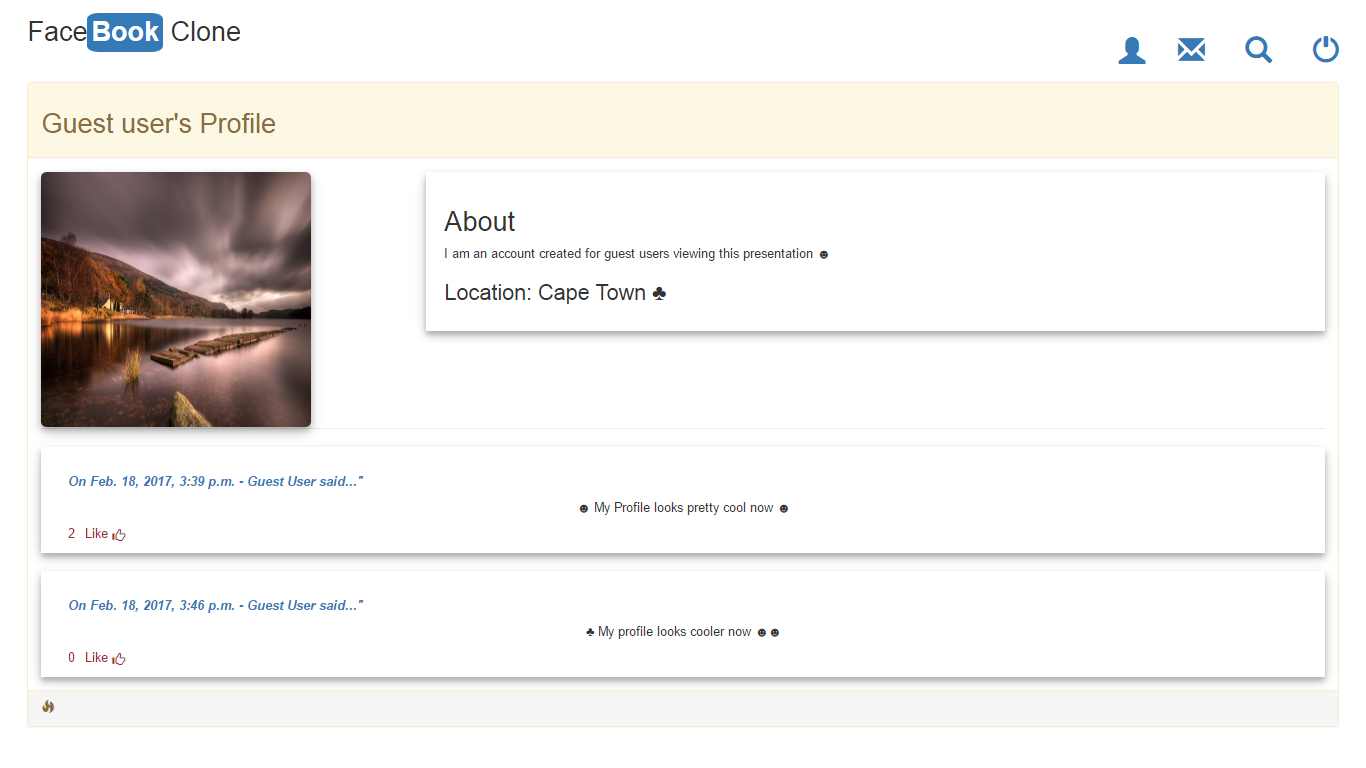 FaceBook Clone
Guest user's Profile
About
I am an account created for guest users viewing this presentation ☻
Location: Cape Town ♣
On Feb. 18, 2017, 3:39 p.m. - Guest User said..."
☻ My Profile looks pretty cool now ☻
2 Like
On Feb. 18, 2017, 3:46 p.m. - Guest User said..."
♣ My profile looks cooler now ☻☻
0 Like